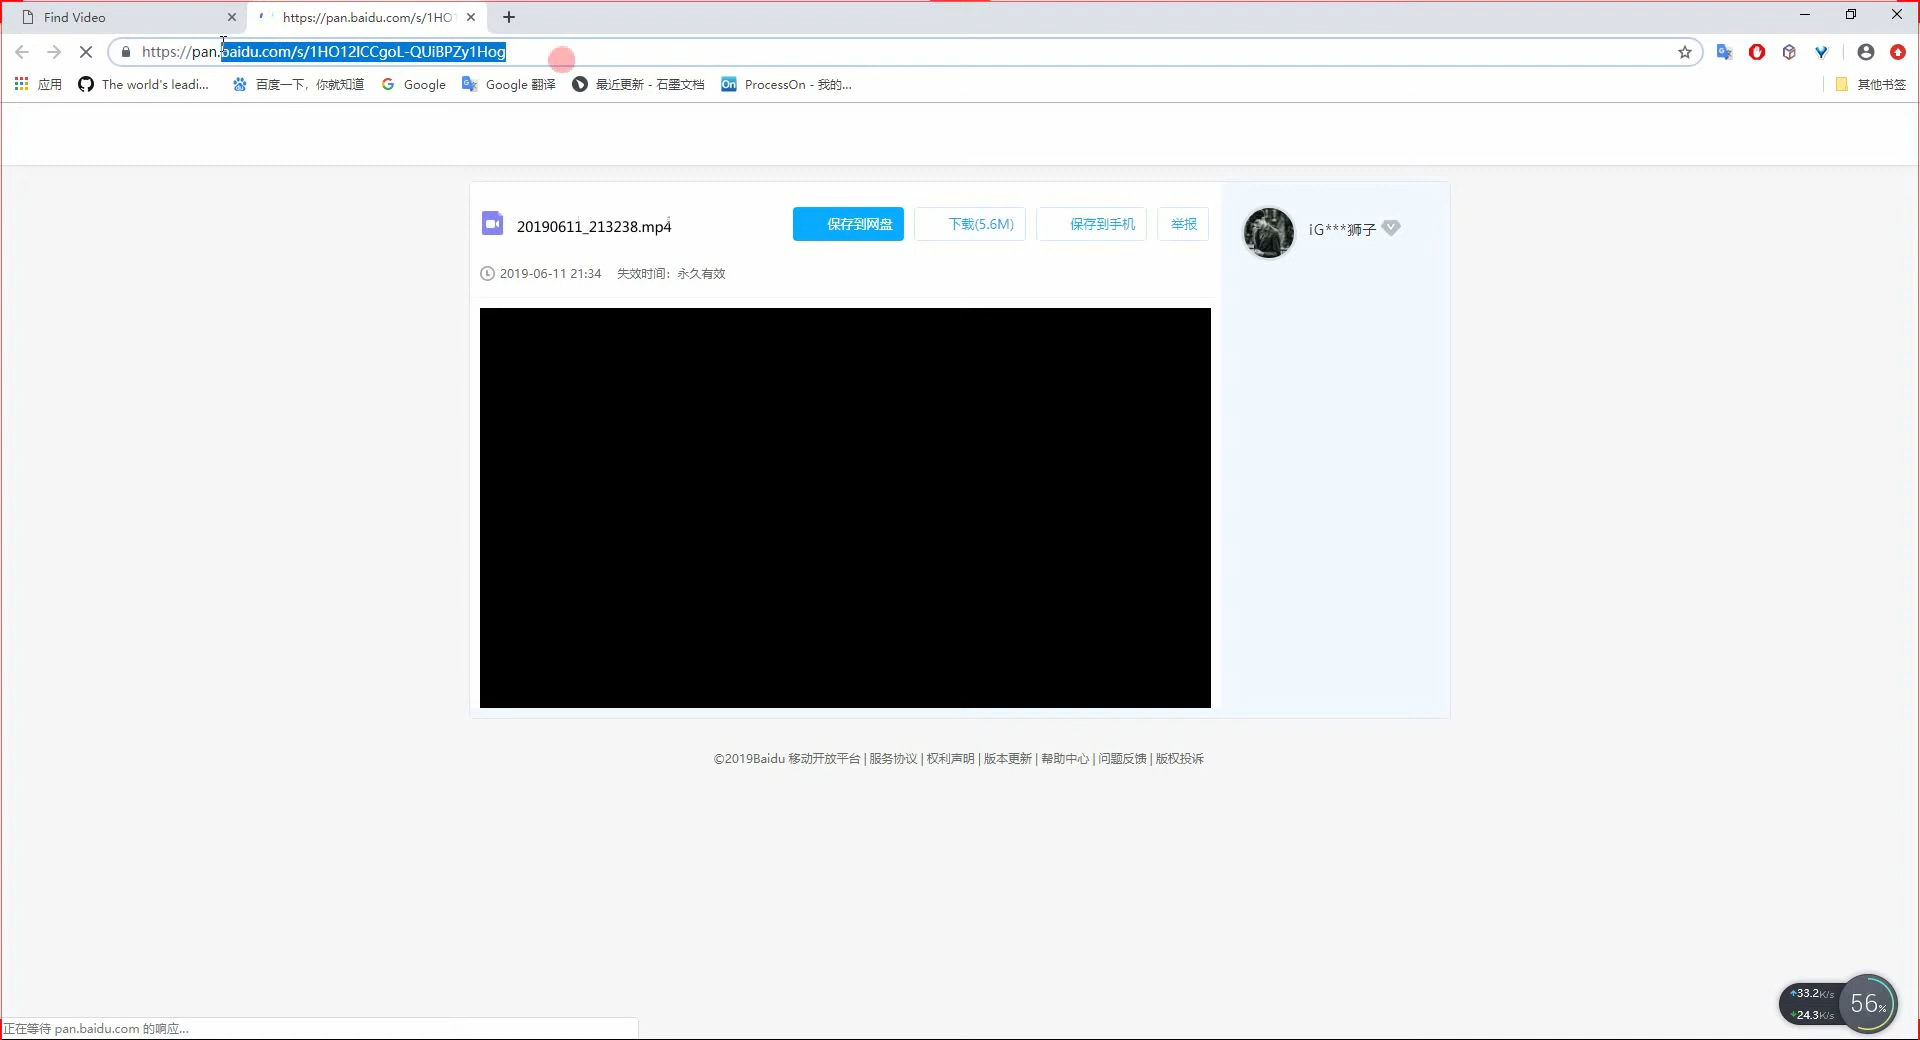 Find Video
https://pan.baidu.com/s/1HO1
https://pan.baidu.com/s/1HO12lCCgoL-QUiBPZy1Hog
应用
The world's leadi...
百度一下，你就知道
Google
Google 翻译
最近更新 - 石墨文档
On
ProcessOn - 我的...
其他书签
20190611_213238.mp4
保存到网盘
下载(5.6M)
保存到手机
举报
iG***狮子
2019-06-11 21:34 失效时间：永久有效
©2019Baidu 移动开放平台 | 服务协议 | 权利声明 | 版本更新 | 帮助中心 | 问题反馈 | 版权投诉
33.2K/s
24.3K/s
56%
正在等待 pan.baidu.com 的响应...